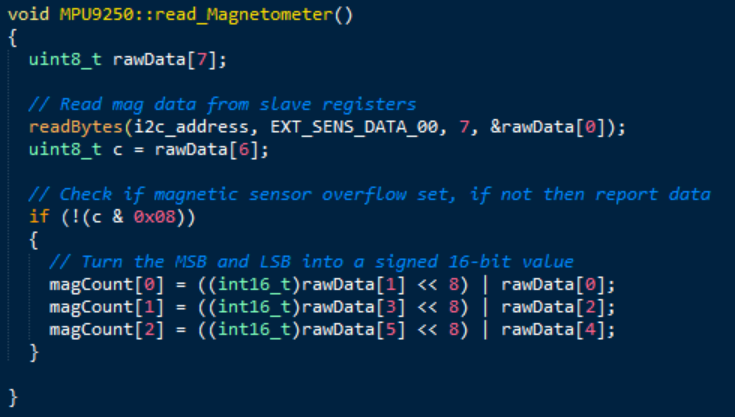 void MPU9250::read_Magnetometer()
{
  uint8_t rawData[7];

  // Read mag data from slave registers
  readBytes(i2c_address, EXT_SENS_DATA_00, 7, &rawData[0]);
  uint8_t c = rawData[6];

  // Check if magnetic sensor overflow set, if not then report data
  if (!(c & 0x08))
  {
    // Turn the MSB and LSB into a signed 16-bit value
    magCount[0] = ((int16_t)rawData[1] << 8) | rawData[0];
    magCount[1] = ((int16_t)rawData[3] << 8) | rawData[2];
    magCount[2] = ((int16_t)rawData[5] << 8) | rawData[4];
  }

}